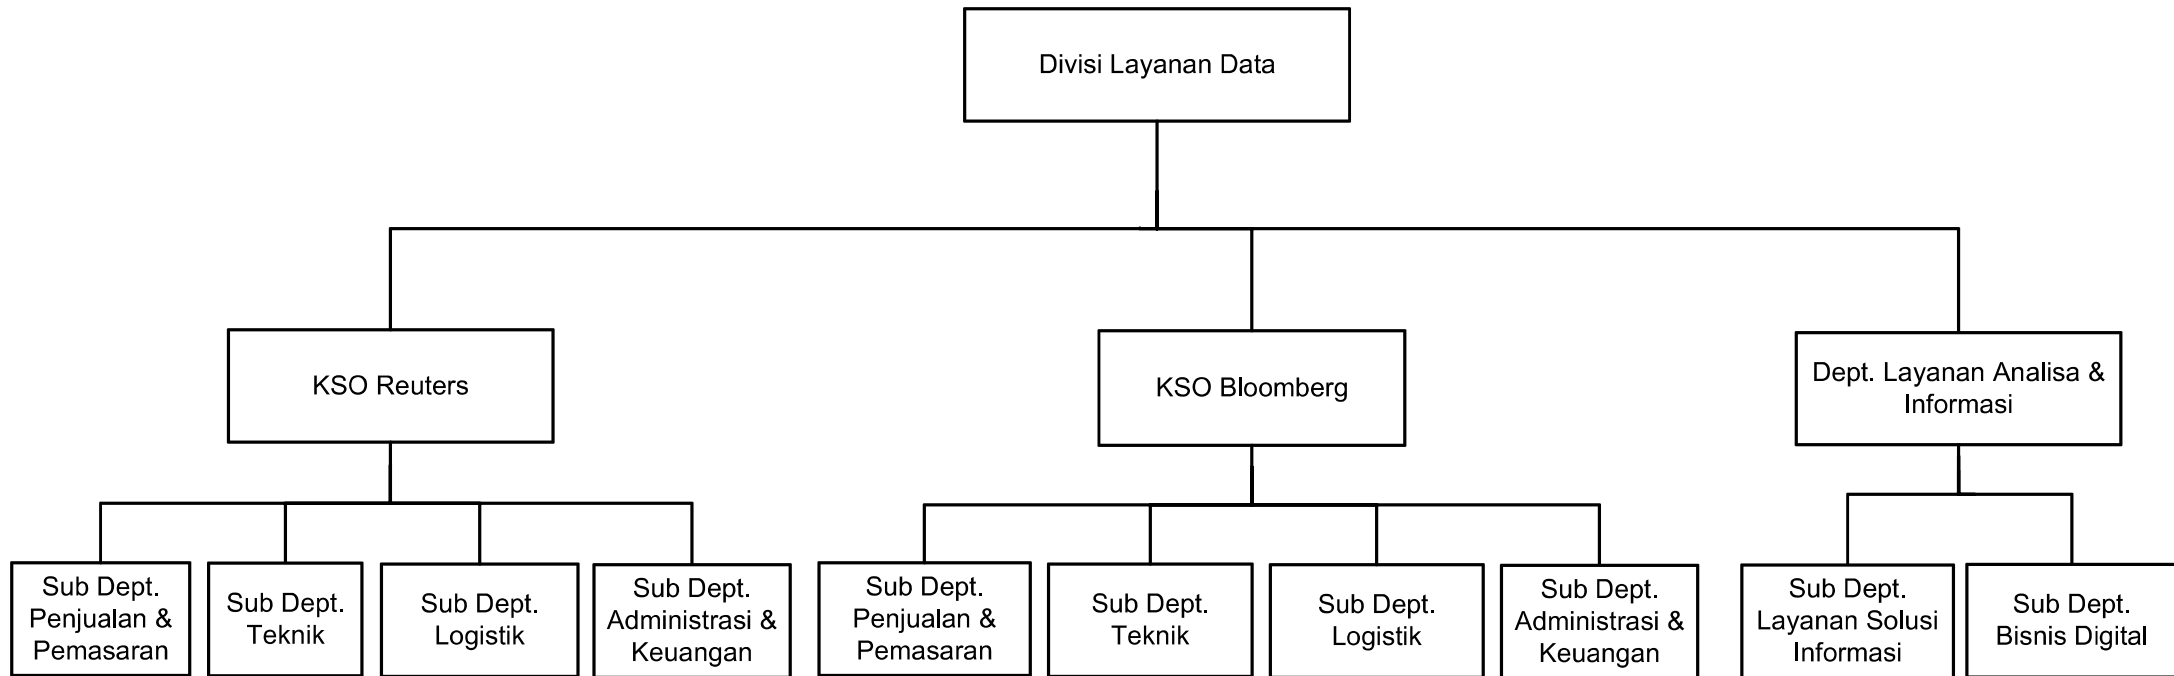 Divisi Layanan Data
KSO Reuters
KSO Bloomberg
Dept. Layanan Analisa &
Informasi
Sub Dept.
Penjualan &
Pemasaran
Sub Dept.
Teknik
Sub Dept.
Logistik
Sub Dept.
Administrasi &
Keuangan
Sub Dept.
Penjualan &
Pemasaran
Sub Dept.
Teknik
Sub Dept.
Logistik
Sub Dept.
Administrasi &
Keuangan
Sub Dept.
Layanan Solusi
Informasi
Sub Dept.
Bisnis Digital